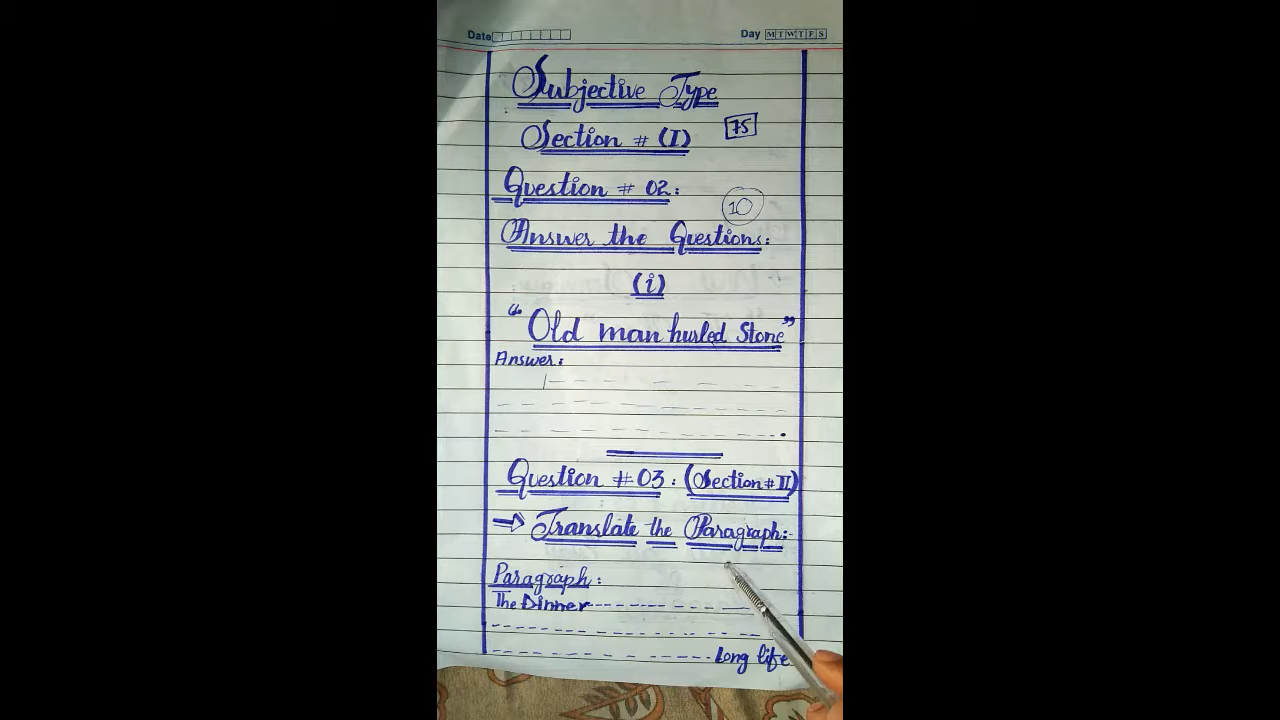 Date Day M T W T F S
Subjective Type
Section # (I) 75
Question # 02:
10
Answer the Questions:
(i)
"Old man hurled Stone"
Answer:
Question #03: (Section # II)
⇒ Translate the Paragraph:-
Paragraph:
The Dinner---------
---------
---------Long life